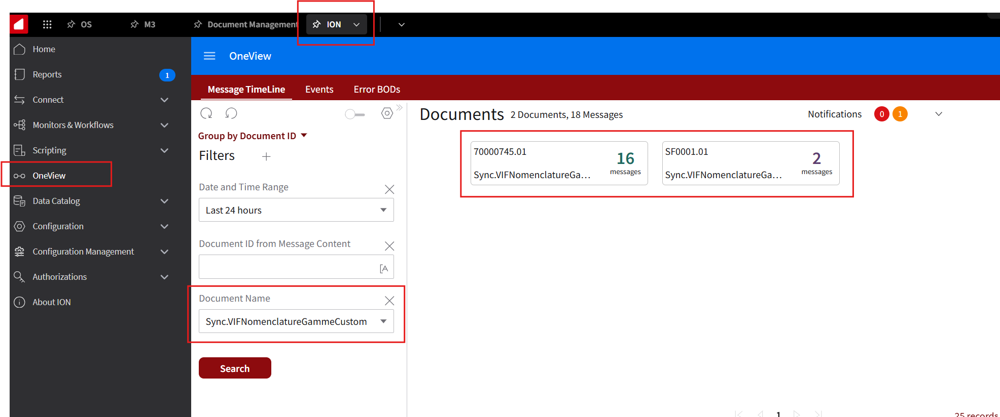 OS
M3
Document Management
ION
Home
Reports
1
Connect
Monitors & Workflows
Scripting
OneView
Data Catalog
Configuration
Configuration Management
Authorizations
About ION
OneView
Message TimeLine
Events
Error BODs
Group by Document ID
Filters
Date and Time Range
Last 24 hours
Document ID from Message Content
[A
Document Name
Sync.VIFNomenclatureGammeCustom
Search
Documents 2 Documents, 18 Messages
Notifications 0 1
70000745.01
16
messages
Sync.VIFNomenclatureGa...
SF0001.01
2
messages
Sync.VIFNomenclatureGa...
1
25 records